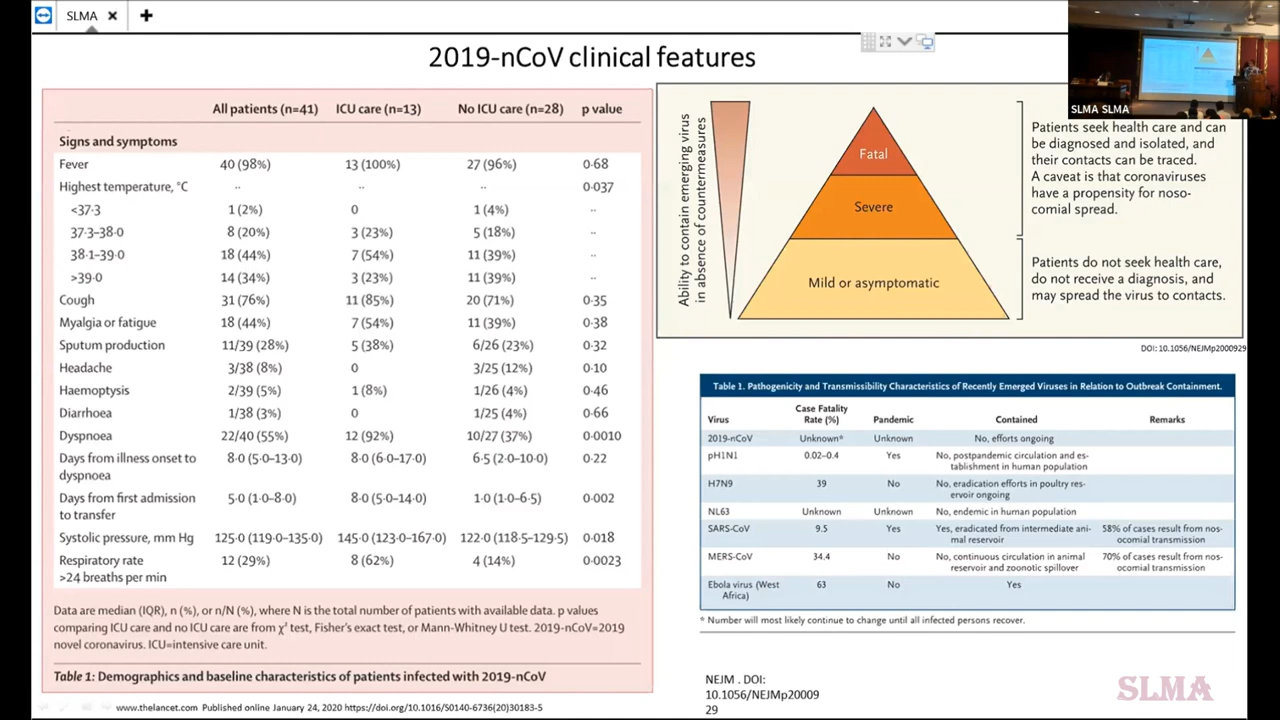 SLMA
2019-nCoV clinical features
All patients (n=41) ICU care (n=13) No ICU care (n=28) p value
Signs and symptoms
Fever 40 (98%) 13 (100%) 27 (96%) 0·68
Highest temperature, °C ·· ·· ·· 0·037
<37·3 1 (2%) 0 1 (4%) ··
37·3–38·0 8 (20%) 3 (23%) 5 (18%) ··
38·1–39·0 18 (44%) 7 (54%) 11 (39%) ··
>39·0 14 (34%) 3 (23%) 11 (39%) ··
Cough 31 (76%) 11 (85%) 20 (71%) 0·35
Myalgia or fatigue 18 (44%) 7 (54%) 11 (39%) 0·38
Sputum production 11/39 (28%) 5 (38%) 6/26 (23%) 0·32
Headache 3/38 (8%) 0 3/25 (12%) 0·10
Haemoptysis 2/39 (5%) 1 (8%) 1/26 (4%) 0·46
Diarrhoea 1/38 (3%) 0 1/25 (4%) 0·66
Dyspnoea 22/40 (55%) 12 (92%) 10/27 (37%) 0·0010
Days from illness onset to 8·0 (5·0–13·0) 8·0 (6·0–17·0) 6·5 (2·0–10·0) 0·22
dyspnoea
Days from first admission 5·0 (1·0–8·0) 8·0 (5·0–14·0) 1·0 (1·0–6·5) 0·002
to transfer
Systolic pressure, mm Hg 125·0 (119·0–135·0) 145·0 (123·0–167·0) 122·0 (118·5–129·5) 0·018
Respiratory rate 12 (29%) 8 (62%) 4 (14%) 0·0023
>24 breaths per min
Data are median (IQR), n (%), or n/N (%), where N is the total number of patients with available data. p values
comparing ICU care and no ICU care are from χ² test, Fisher's exact test, or Mann-Whitney U test. 2019-nCoV=2019
novel coronavirus. ICU=intensive care unit.
Table 1: Demographics and baseline characteristics of patients infected with 2019-nCoV
www.thelancet.com Published online January 24, 2020 https://doi.org/10.1016/S0140-6736(20)30183-5
Ability to contain emerging virus
in absence of countermeasures
Fatal
Severe
Mild or asymptomatic
SLMA SLMA
Patients seek health care and can
be diagnosed and isolated, and
their contacts can be traced.
A caveat is that coronaviruses
have a propensity for noso-
comial spread.
Patients do not seek health care,
do not receive a diagnosis, and
may spread the virus to contacts.
DOI: 10.1056/NEJMp2000929
Table 1. Pathogenicity and Transmissibility Characteristics of Recently Emerged Viruses in Relation to Outbreak Containment.
Case Fatality
Virus Rate (%) Pandemic Contained Remarks
2019-nCoV Unknown* Unknown No, efforts ongoing
pH1N1 0.02–0.4 Yes No, postpandemic circulation and es-
tablishment in human population
H7N9 39 No No, eradication efforts in poultry res-
ervoir ongoing
NL63 Unknown Unknown No, endemic in human population
SARS-CoV 9.5 Yes Yes, eradicated from intermediate ani- 58% of cases result from nos-
mal reservoir ocomial transmission
MERS-CoV 34.4 No No, continuous circulation in animal 70% of cases result from nos-
reservoir and zoonotic spillover ocomial transmission
Ebola virus (West 63 No Yes
Africa)
* Number will most likely continue to change until all infected persons recover.
NEJM . DOI:
10.1056/NEJMp20009
29
SLMA